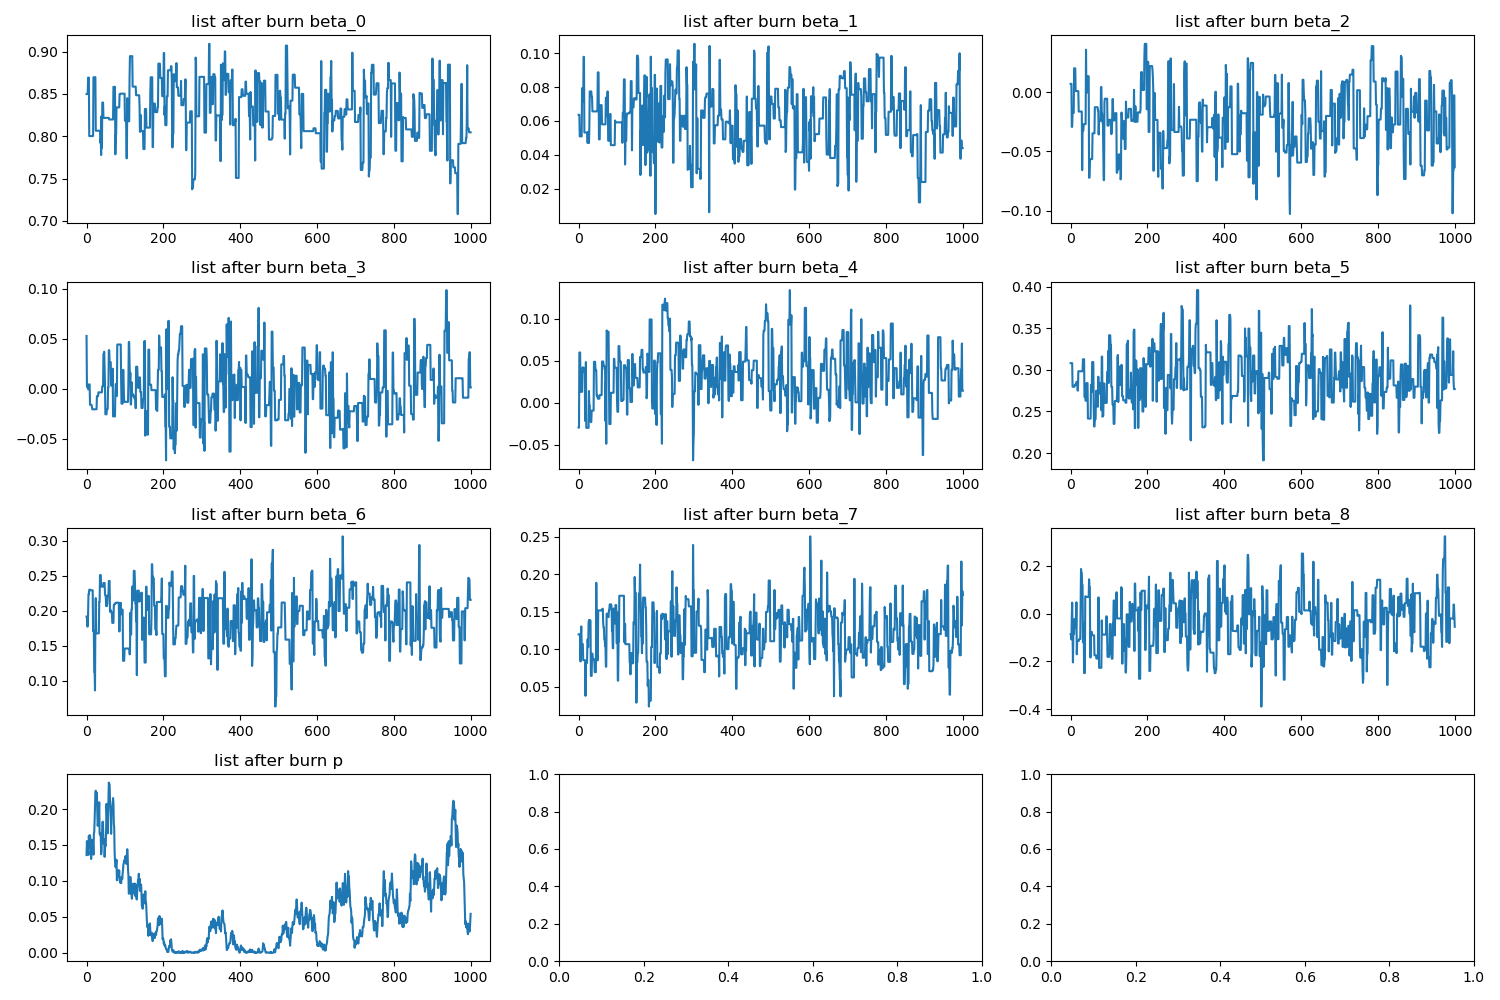 list after burn beta_0 list after burn beta_1 list after burn beta_2
0.90 0.85 0.80 0.75 0.70
0.10 0.08 0.06 0.04 0.02
0.00 −0.05 −0.10
0 200 400 600 800 1000 0 200 400 600 800 1000 0 200 400 600 800 1000
list after burn beta_3 list after burn beta_4 list after burn beta_5
0.10 0.05 0.00 −0.05
0.10 0.05 0.00 −0.05
0.40 0.35 0.30 0.25 0.20
0 200 400 600 800 1000 0 200 400 600 800 1000 0 200 400 600 800 1000
list after burn beta_6 list after burn beta_7 list after burn beta_8
0.30 0.25 0.20 0.15 0.10
0.25 0.20 0.15 0.10 0.05
0.2 0.0 −0.2 −0.4
0 200 400 600 800 1000 0 200 400 600 800 1000 0 200 400 600 800 1000
list after burn p
0.20 0.15 0.10 0.05 0.00
1.0 0.8 0.6 0.4 0.2 0.0
1.0 0.8 0.6 0.4 0.2 0.0
0 200 400 600 800 1000 0.0 0.2 0.4 0.6 0.8 1.0 0.0 0.2 0.4 0.6 0.8 1.0